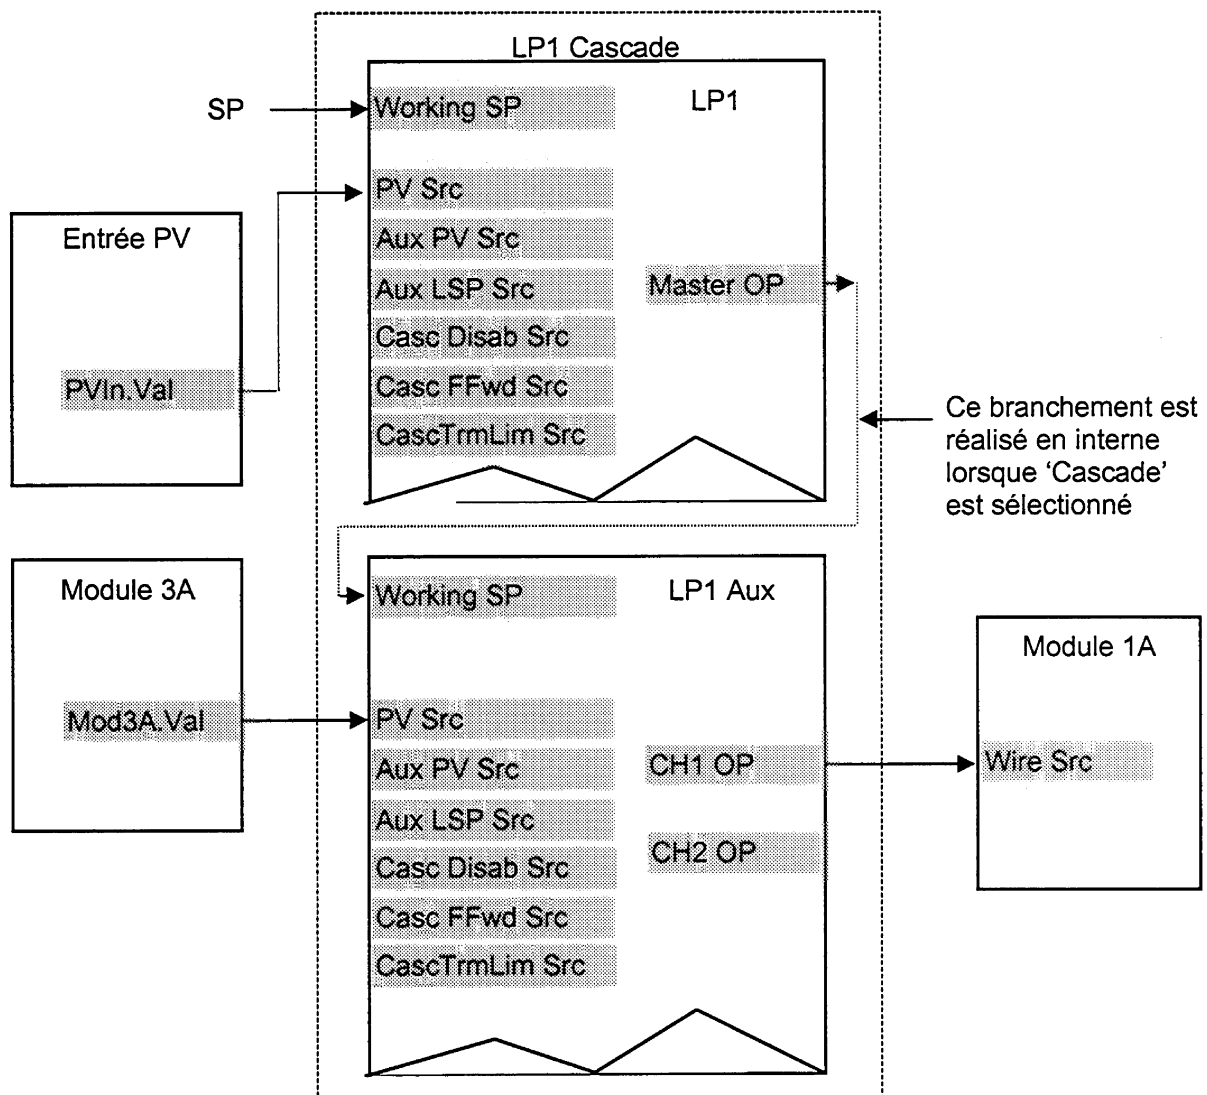 LP1 Cascade
SP
Working SP
LP1
PV Src
Entrée PV
Aux PV Src
Aux LSP Src
Master OP
Casc Disab Src
PVIn.Val
Casc FFwd Src
CascTrmLim Src
Ce branchement est
réalisé en interne
lorsque ‘Cascade’
est sélectionné
Module 3A
Working SP
LP1 Aux
Module 1A
Mod3A.Val
PV Src
Aux PV Src
CH1 OP
Wire Src
Aux LSP Src
CH2 OP
Casc Disab Src
Casc FFwd Src
CascTrmLim Src